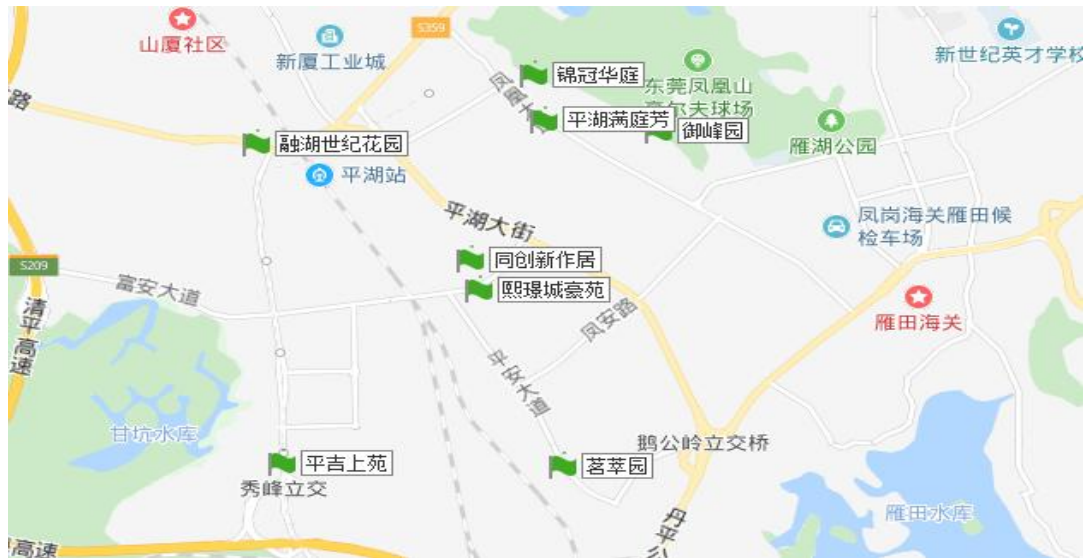 S359
山厦社区
新厦工业城
新世纪英才学校
凤凰大
锦冠华庭
东莞凤凰山
高尔夫球场
路
平湖满庭芳
御峰园
融湖世纪花园
雁湖公园
平湖站
平湖大街
凤岗海关雁田候
检车场
同创新作居
S209
富安大道
熙璟城豪苑
清平高速
凤安路
雁田海关
平安大道
甘坑水库
鹅公岭立交桥
平吉上苑
茗萃园
秀峰立交
雁田水库
丹平公
高速